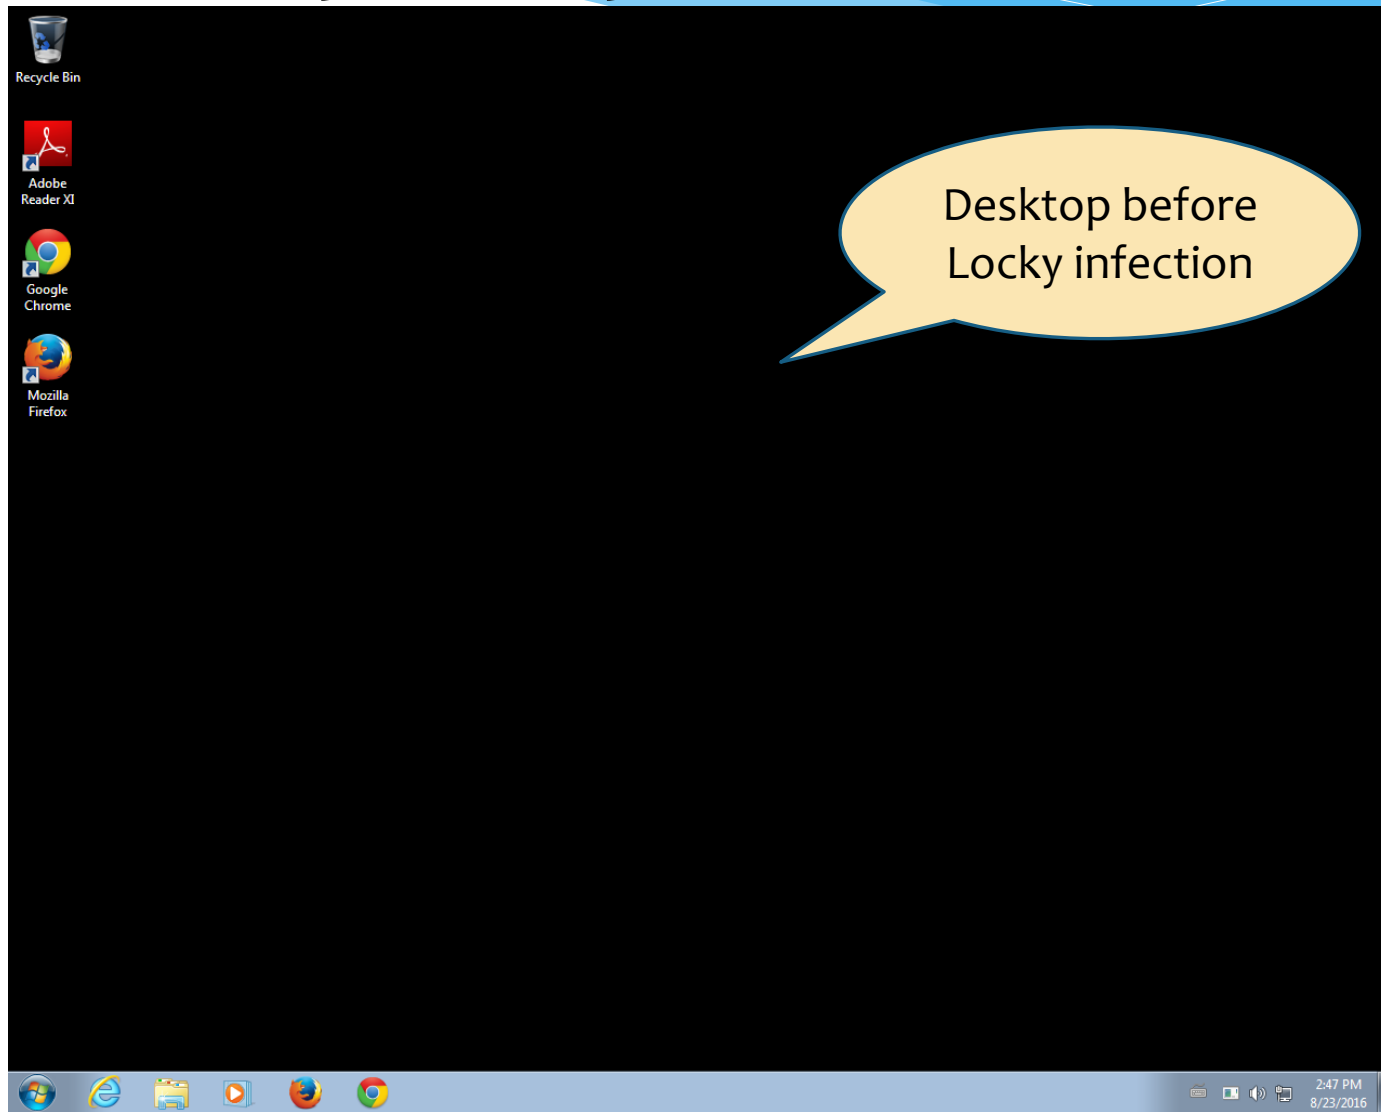 Recycle Bin
Adobe
Reader XI
Google
Chrome
Mozilla
Firefox
Desktop before
Locky infection
2:47 PM
8/23/2016